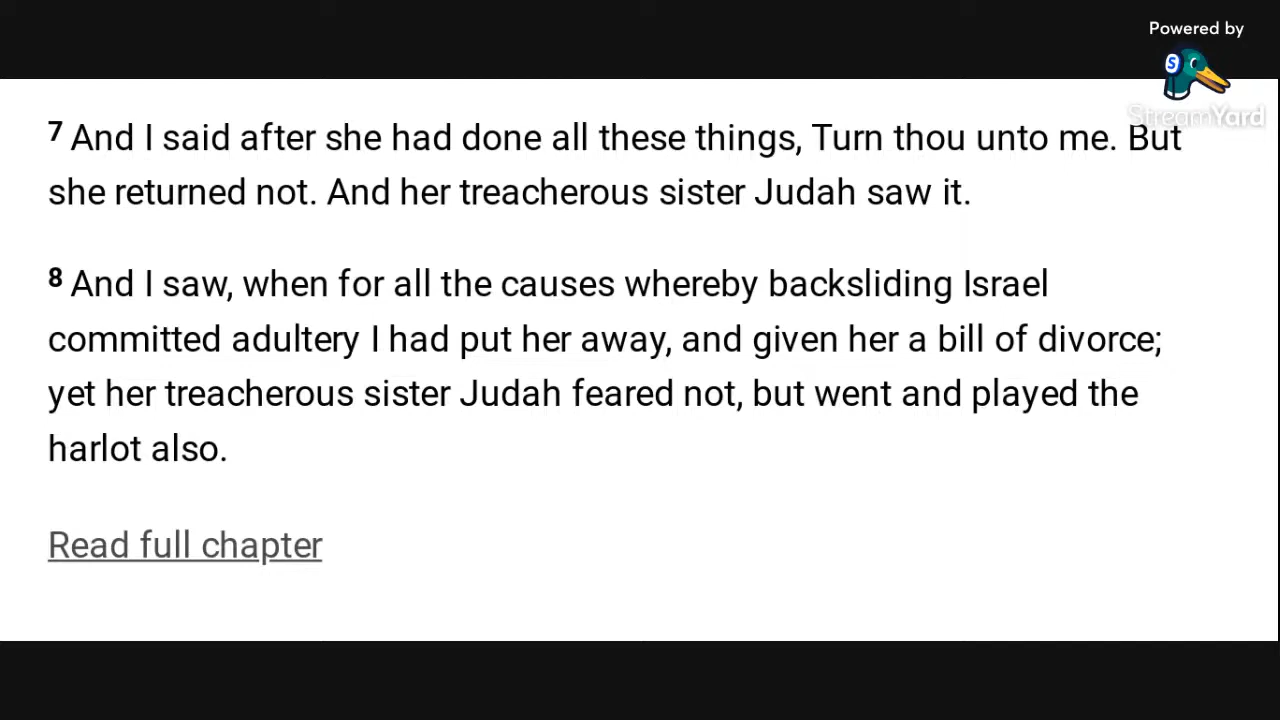 Powered by
S
StreamYard
7 And I said after she had done all these things, Turn thou unto me. But
she returned not. And her treacherous sister Judah saw it.
8 And I saw, when for all the causes whereby backsliding Israel
committed adultery I had put her away, and given her a bill of divorce;
yet her treacherous sister Judah feared not, but went and played the
harlot also.
Read full chapter